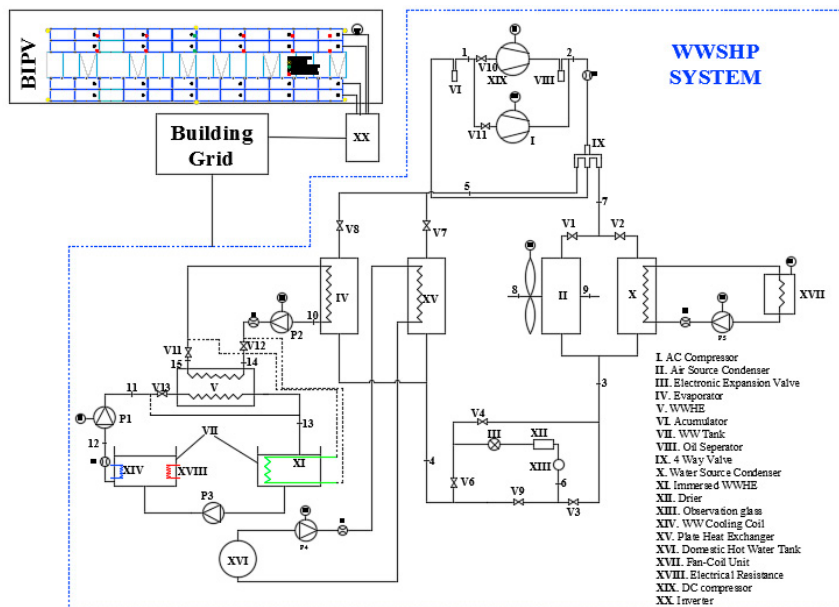 BIPV
Building
Grid
XX
WWSHP
SYSTEM
1
V10
XIX
2
VI
VIII
V11
I
IX
5
7
V8
V7
V1
V2
IV
XV
8
II
9
X
XVII
P5
10
P2
V11
V12
15
14
V
11
V13
P1
12
13
VII
XIV
XVIII
XI
P3
XVI
P4
3
V4
III
XII
XIII
4
V6
6
V9
V3
I. AC Compressor
II. Air Source Condenser
III. Electronic Expansion Valve
IV. Evaporator
V. WWHE
VI. Acumulator
VII. WW Tank
VIII. Oil Seperator
IX. 4 Way Valve
X. Water Source Condenser
XI. Immersed WWHE
XII. Drier
XIII. Observation glass
XIV. WW Cooling Coil
XV. Plate Heat Exchanger
XVI. Domestic Hot Water Tank
XVII. Fan-Coil Unit
XVIII. Electrical Resistance
XIX. DC compressor
XX. Inverter